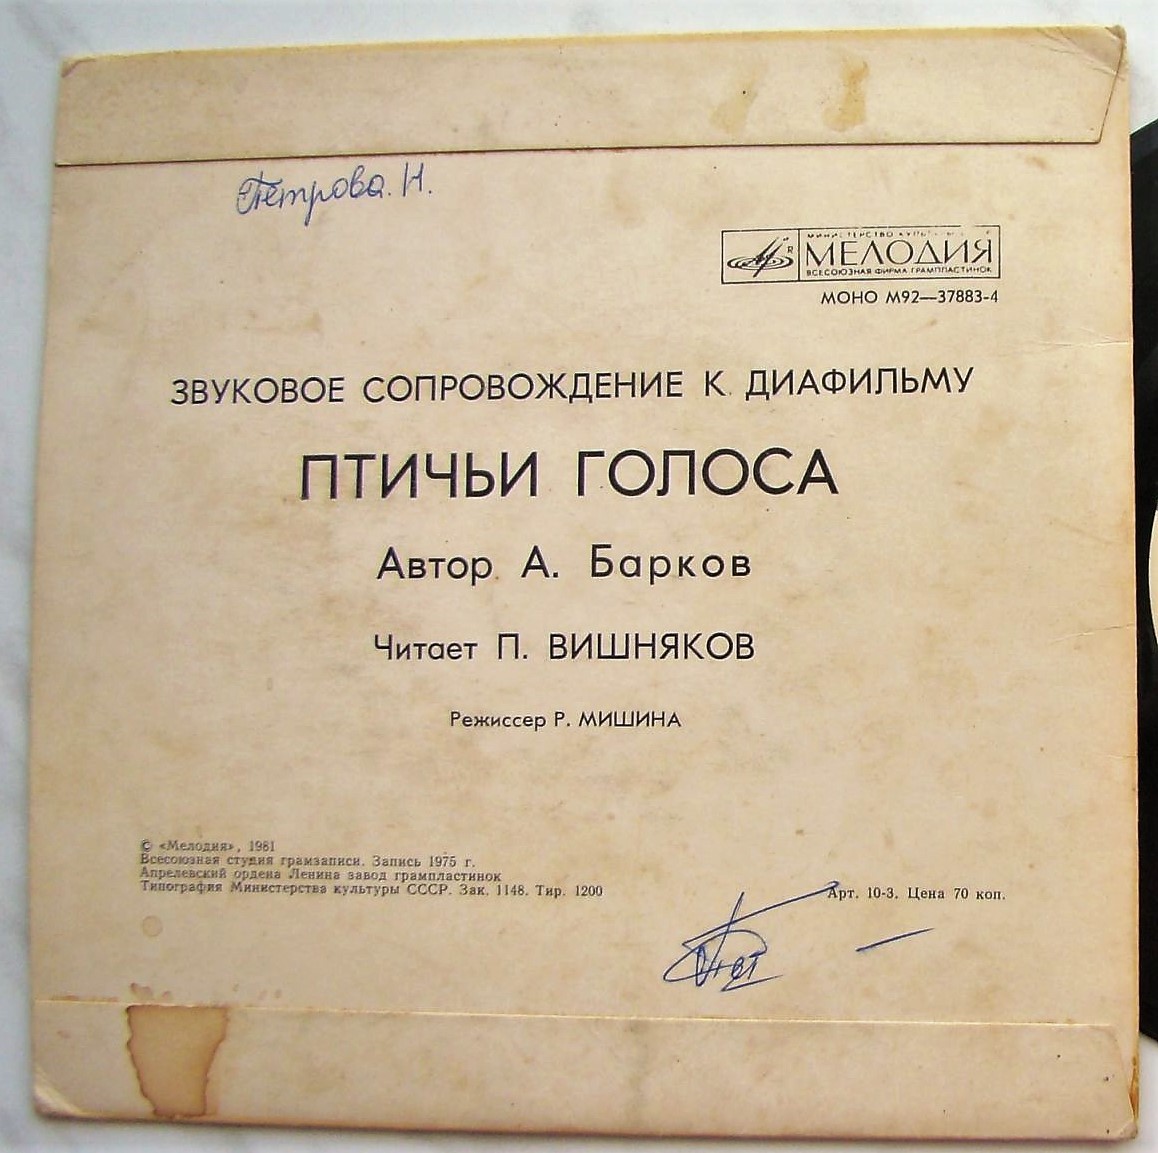 Петрова. Н.
МИНИСТЕРСТВО
МЕЛОДИЯ
ВСЕСОЮЗНАЯ ФИРМА ГРАМПЛАСТИНОК
МОНО М92—37883-4
ЗВУКОВОЕ СОПРОВОЖДЕНИЕ К ДИАФИЛЬМУ
ПТИЧЬИ ГОЛОСА
Автор А. Барков
Читает П. ВИШНЯКОВ
Режиссер Р. МИШИНА
© «Мелодия», 1981
Всесоюзная студия грамзаписи. Запись 1975 г.
Апрелевский ордена Ленина завод грампластинок
Типография Министерства культуры СССР. Зак. 1148. Тир. 1200
Арт. 10-3. Цена 70 коп.